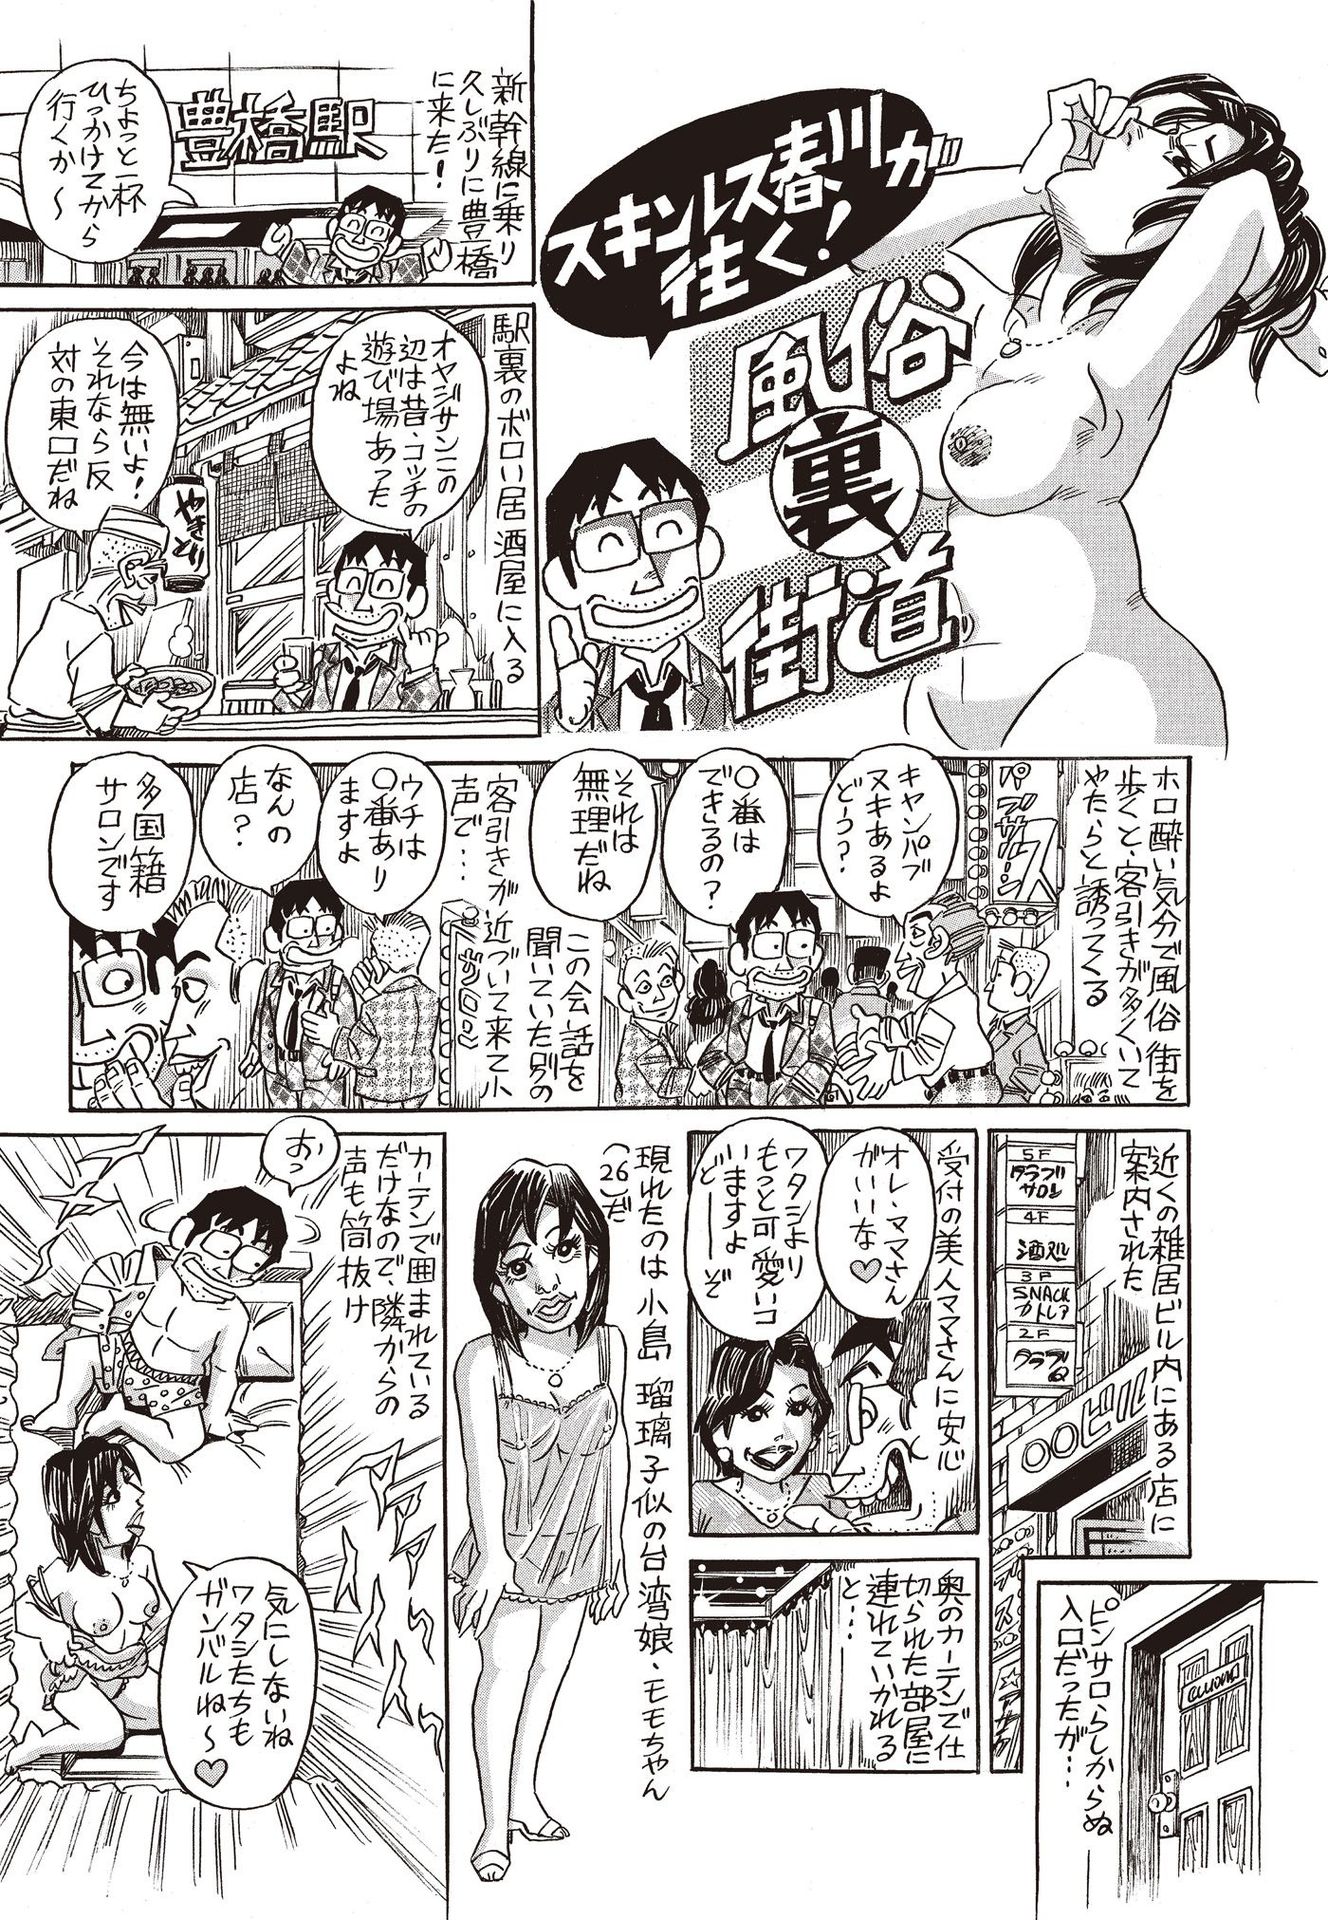 スキンレス春川が
往く!
風俗
裏
街道
新幹線に乗り
久しぶりに豊橋
に来た!
豊橋駅
ちょっと一杯
ひっかけてから
行くか〜
駅裏のボロい居酒屋に入る
オヤジサンこの
辺は昔・コッチの
遊び場あった
よね
やきとり
今は無いよ!
それなら反
対の東口だね
ホロ酔い気分で風俗街を
歩くと、客引きが多くいて
やたらと誘ってくる
キャンパブ
ヌキあるよ
どう?
〇番は
できるの?
それは
無理だね
この会話を
聞いていた別の
客引きが
近づいて来て小
声で…
ウチは
〇番あり
ますよ
なんの
店?
多国籍
サロンです
近くの雑居ビル内にある店に
案内された
5F
クラブ
サロン
4F
酒処
3F
SNACK
カトレア
2F
クラブ
Q
〇〇ビル
ピンサロらしからぬ
入口だったが…
受付の美人ママさんに安心
オレ・ママさん
がいいな♡
ワタシより
もっと可愛いコ
いますよ
ど――ぞ
奥のカーテンで仕
切られた部屋に
連れていかれる
と…
現れたのは小島瑠璃子似の台湾娘・モモちゃん
(26)だ
カーテンで囲まれている
だけなので、隣からの
声も筒抜け
おっ
気にしないね
ワタシたちも
ガンバルね〜♡